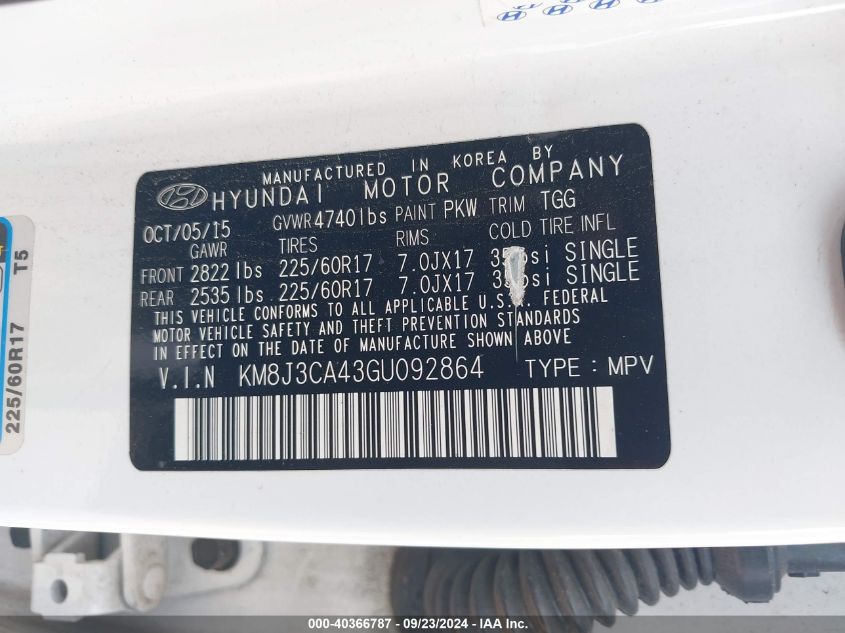 MANUFACTURED IN KOREA BY
HYUNDAI MOTOR COMPANY
OCT/05/15 GVWR 4740lbs PAINT PKW TRIM TGG
GAWR TIRES RIMS COLD TIRE INFL
FRONT 2822 lbs 225/60R17 7.0JX17 psi SINGLE
REAR 2535 lbs 225/60R17 7.0JX17 psi SINGLE
THIS VEHICLE CONFORMS TO ALL APPLICABLE U.S.A. FEDERAL
MOTOR VEHICLE SAFETY AND THEFT PREVENTION STANDARDS
IN EFFECT ON THE DATE OF MANUFACTURE SHOWN ABOVE
V.I.N KM8J3CA43GU092864 TYPE : MPV
225/60R17 T5
000-40366787 - 09/23/2024 - IAA Inc.